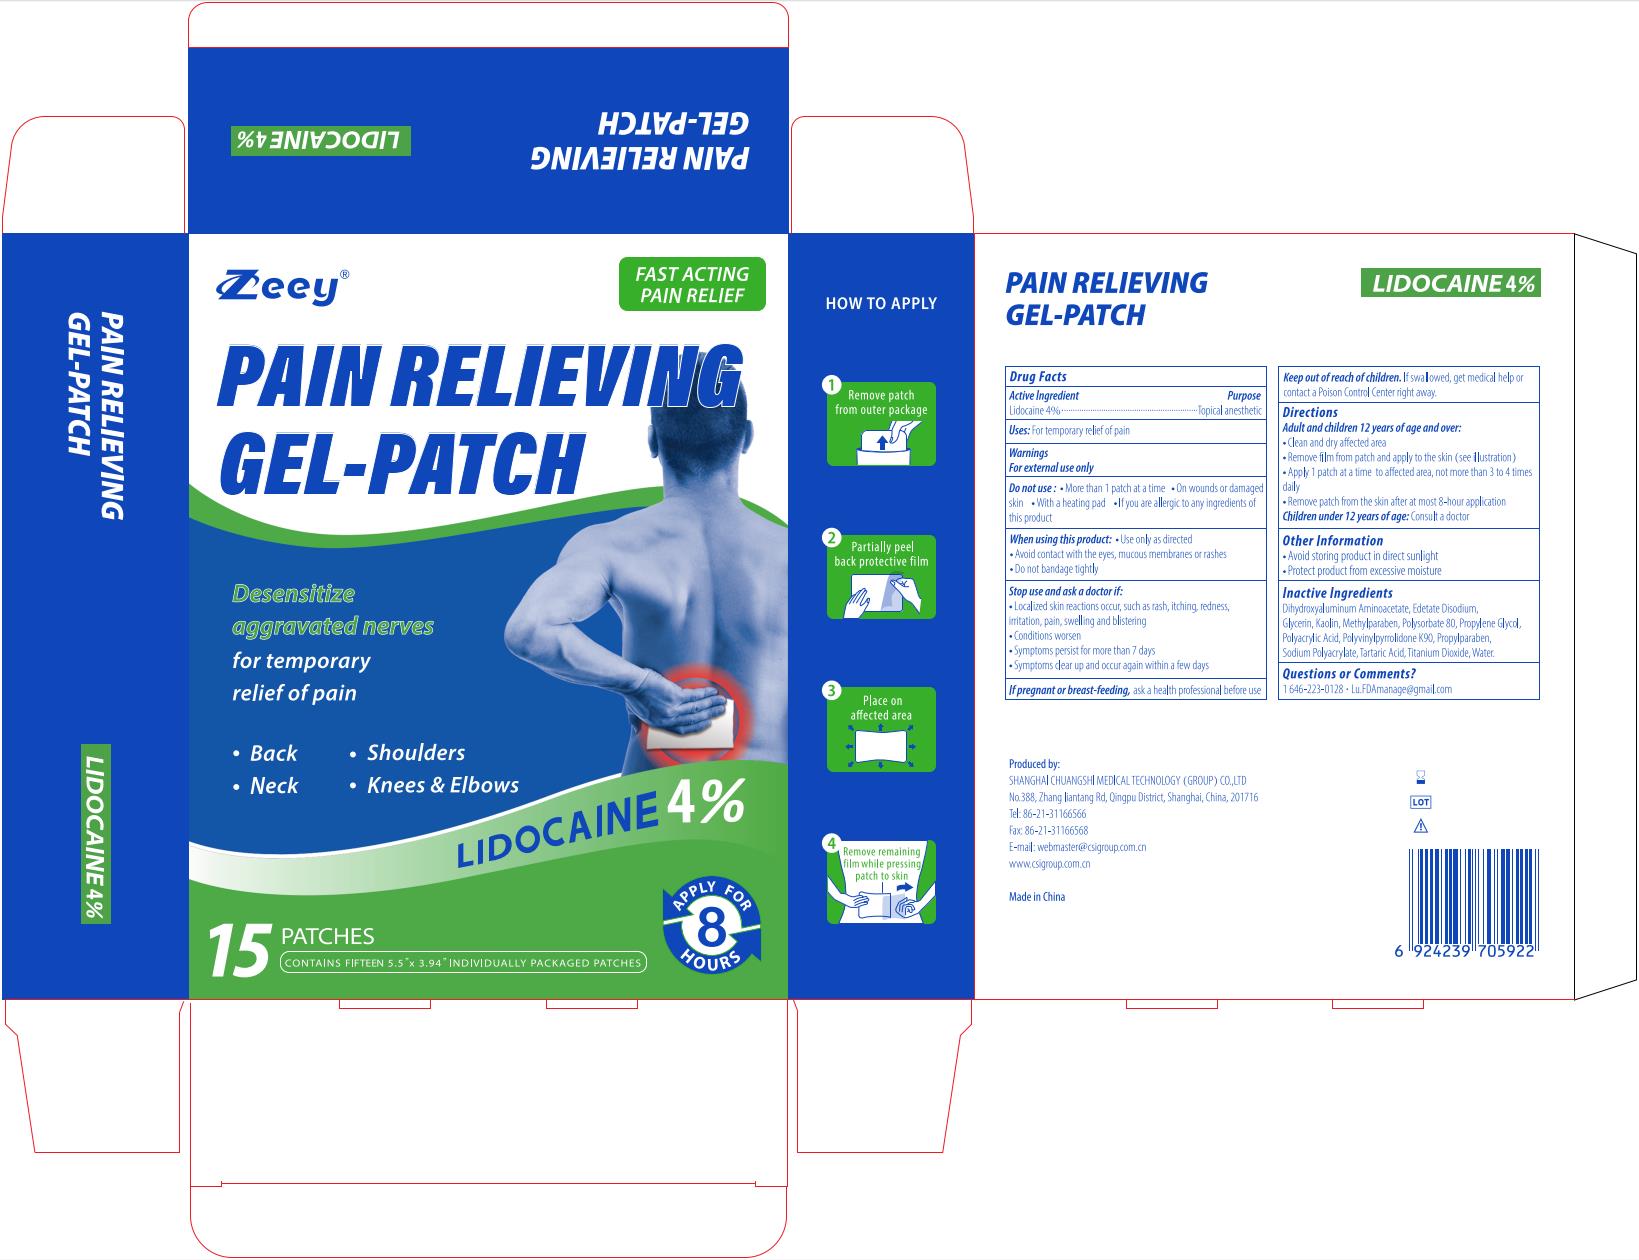 PAIN RELIEVING
GEL-PATCH
LIDOCAINE 4%
PAIN RELIEVING
GEL-PATCH
LIDOCAINE 4%
Zeey®
FAST ACTING
PAIN RELIEF
PAIN RELIEVING
GEL-PATCH
Desensitize
aggravated nerves
for temporary
relief of pain
• Back
• Neck
• Shoulders
• Knees & Elbows
LIDOCAINE 4%
15 PATCHES
CONTAINS FIFTEEN 5.5"x 3.94" INDIVIDUALLY PACKAGED PATCHES
APPLY FOR
8
HOURS
HOW TO APPLY
1
Remove patch
from outer package
2
Partially peel
back protective film
3
Place on
affected area
4
Remove remaining
film while pressing
patch to skin
PAIN RELIEVING
GEL-PATCH
LIDOCAINE 4%
Drug Facts
Active Ingredient Purpose
Lidocaine 4%························Topical anesthetic
Uses: For temporary relief of pain
Warnings
For external use only
Do not use : • More than 1 patch at a time • On wounds or damaged
skin • With a heating pad • If you are allergic to any ingredients of
this product
When using this product: • Use only as directed
• Avoid contact with the eyes, mucous membranes or rashes
• Do not bandage tightly
Stop use and ask a doctor if:
• Localized skin reactions occur, such as rash, itching, redness,
irritation, pain, swelling and blistering
• Conditions worsen
• Symptoms persist for more than 7 days
• Symptoms clear up and occur again within a few days
If pregnant or breast-feeding, ask a health professional before use
Keep out of reach of children. If swallowed, get medical help or
contact a Poison Control Center right away.
Directions
Adult and children 12 years of age and over:
• Clean and dry affected area
• Remove film from patch and apply to the skin (see illustration)
• Apply 1 patch at a time to affected area, not more than 3 to 4 times
daily
• Remove patch from the skin after at most 8-hour application
Children under 12 years of age: Consult a doctor
Other Information
• Avoid storing product in direct sunlight
• Protect product from excessive moisture
Inactive Ingredients
Dihydroxyaluminum Aminoacetate, Edetate Disodium,
Glycerin, Kaolin, Methylparaben, Polysorbate 80, Propylene Glycol,
Polyacrylic Acid, Polyvinylpyrrolidone K90, Propylparaben,
Sodium Polyacrylate, Tartaric Acid, Titanium Dioxide, Water.
Questions or Comments?
1 646-223-0128 · Lu.FDAmanage@gmail.com
Produced by:
SHANGHAI CHUANGSHI MEDICAL TECHNOLOGY (GROUP) CO.,LTD
No.388, Zhang Jiantang Rd, Qingpu District, Shanghai, China, 201716
Tel: 86-21-31166566
Fax: 86-21-31166568
E-mail: webmaster@csigroup.com.cn
www.csigroup.com.cn
Made in China
LOT
6 924239 705922